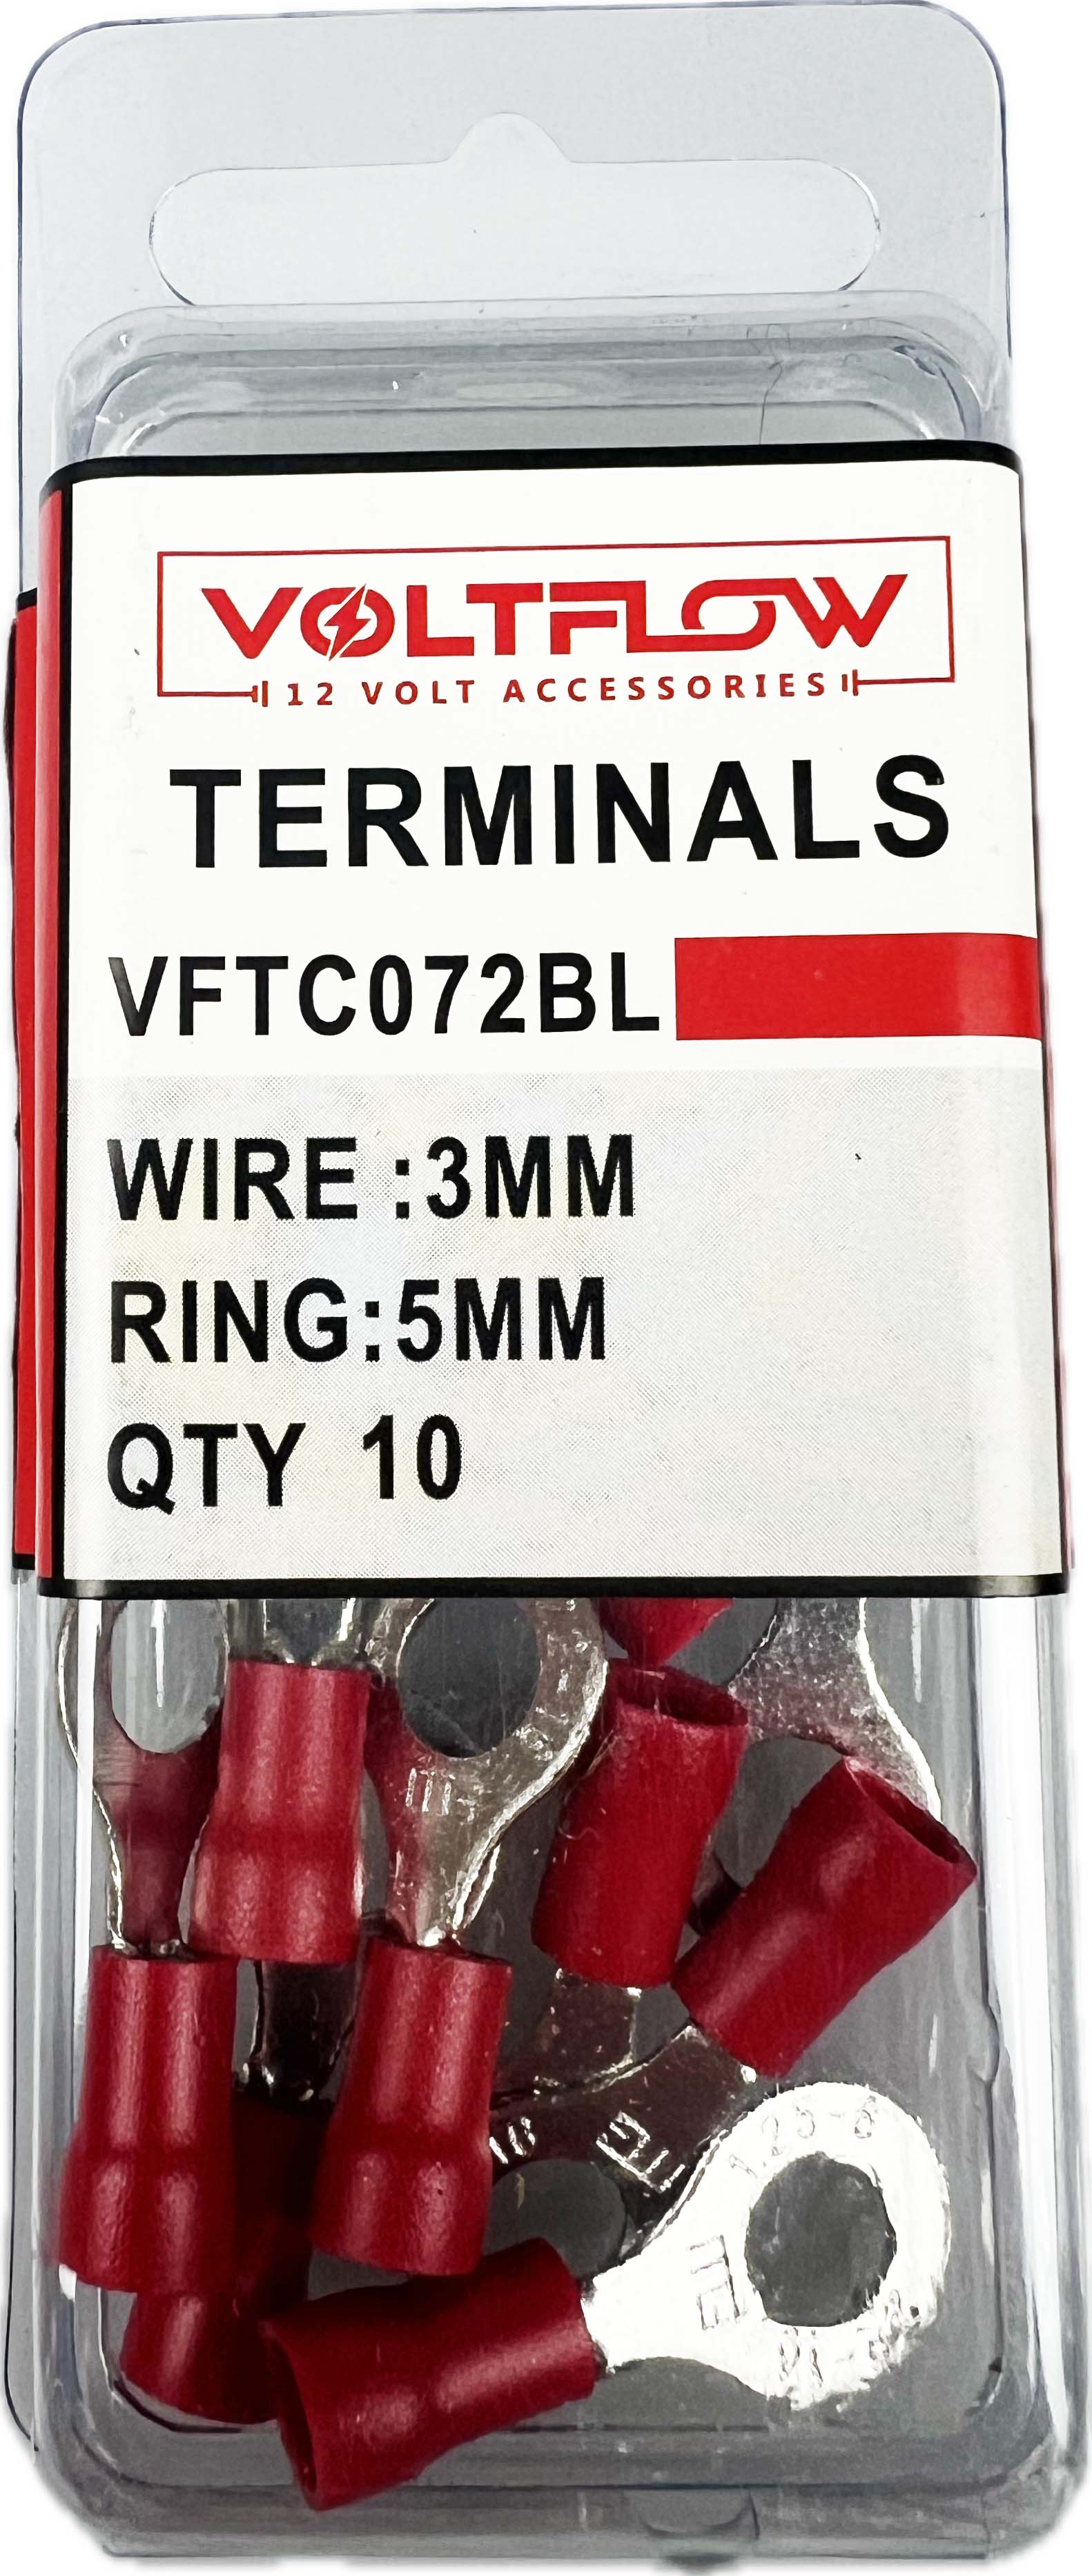 VOLTFLOW
12 VOLT ACCESSORIES
TERMINALS
VFTC072BL
WIRE :3MM
RING:5MM
QTY 10